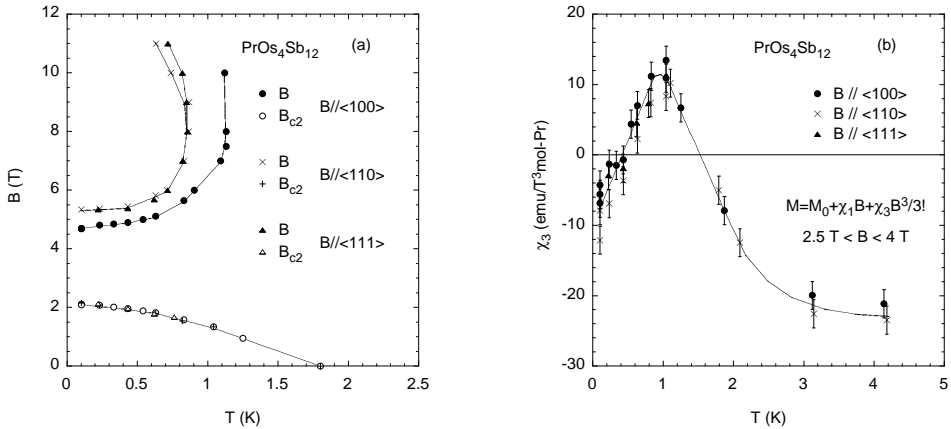 PrOs4Sb12
(a)
B
B//<100>
Bc2
B
B//<110>
Bc2
B
B//<111>
Bc2
B (T)
12
10
8
6
4
2
0
0
0.5
1
1.5
2
2.5
T (K)
PrOs4Sb12
(b)
B // <100>
B // <110>
B // <111>
M=M0+χ1B+χ3B3/3!
2.5 T < B < 4 T
χ3 (emu/T3mol-Pr)
20
10
0
-10
-20
-30
0
1
2
3
4
5
T (K)